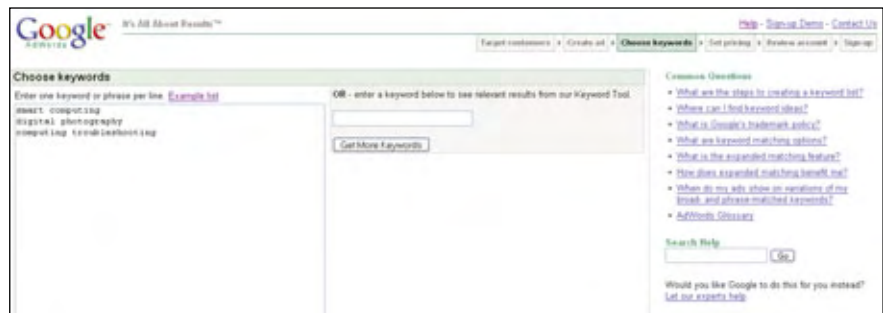 Google
AdWords
It's All About Results™
Help - Sign-up Demo - Contact Us
Target customers > Create ad > Choose keywords > Set pricing > Review account > Sign-up
Choose keywords
Enter one keyword or phrase per line. Example list
smart computing
digital photography
computing troubleshooting
OR - enter a keyword below to see relevant results from our Keyword Tool.
Get More Keywords
Common Questions
• What are the steps to creating a keyword list?
• Where can I find keyword ideas?
• What is Google's trademark policy?
• What are keyword matching options?
• What is the expanded matching feature?
• How does expanded matching benefit me?
• When do my ads show on variations of my
broad- and phrase-matched keywords?
• AdWords Glossary
Search Help
Go
Would you like Google to do this for you instead?
Let our experts help.